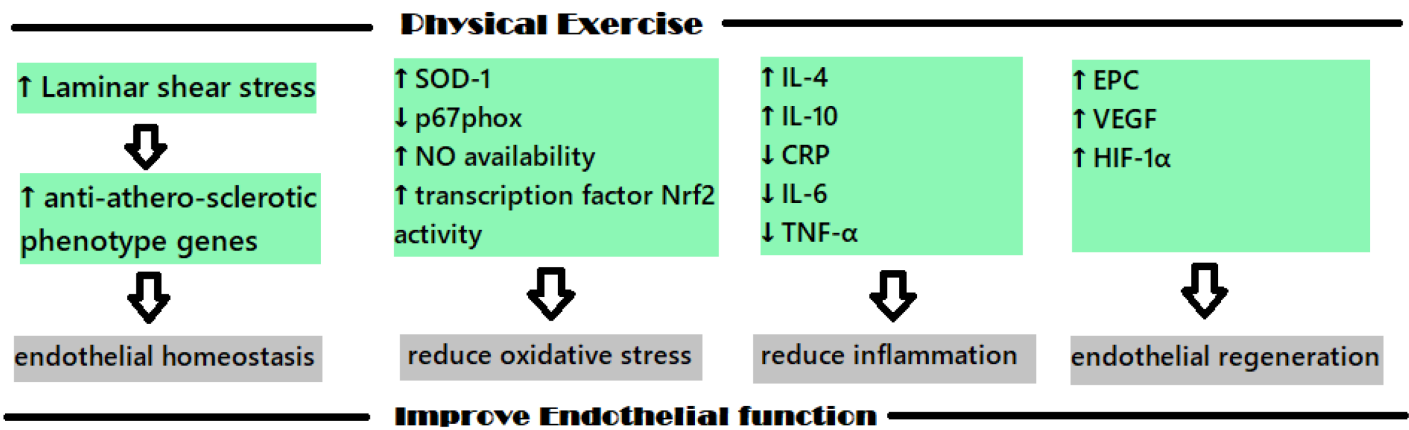 Physical Exercise
↑ Laminar shear stress
↑ anti-athero-sclerotic
phenotype genes
endothelial homeostasis
↑ SOD-1
↓ p67phox
↑ NO availability
↑ transcription factor Nrf2
activity
reduce oxidative stress
↑ IL-4
↑ IL-10
↓ CRP
↓ IL-6
↓ TNF-α
reduce inflammation
↑ EPC
↑ VEGF
↑ HIF-1α
endothelial regeneration
Improve Endothelial function